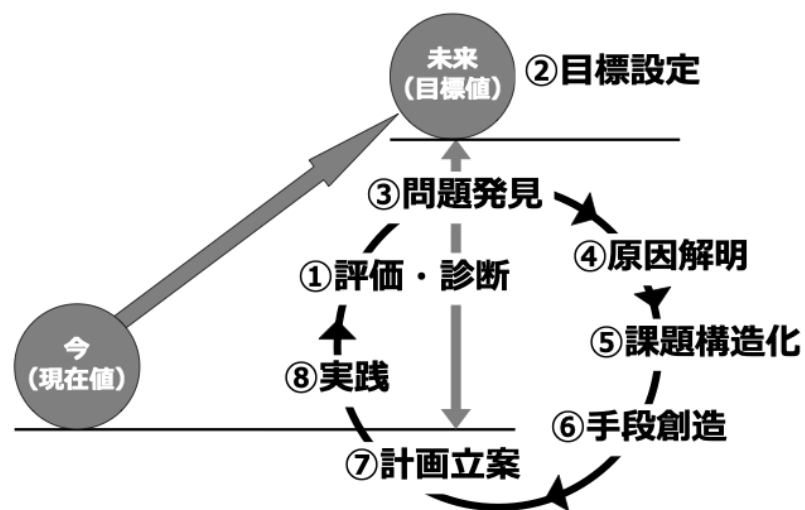 未来
(目標値)
②目標設定
③問題発見
④原因解明
①評価・診断
今
(現在値)
⑤課題構造化
⑧実践
⑥手段創造
⑦計画立案